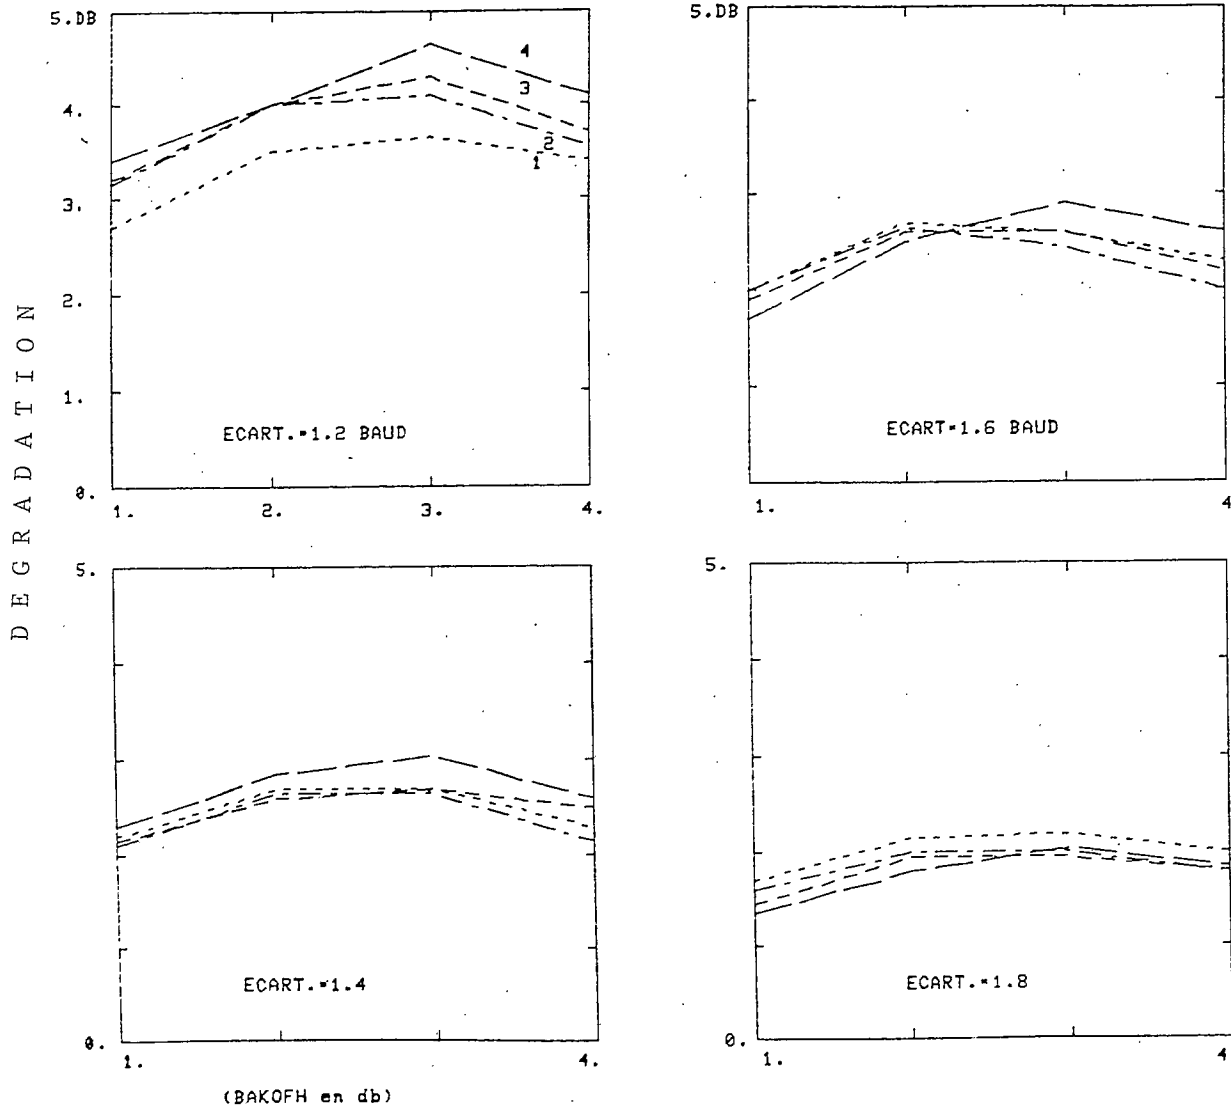 DEGRADATION
5.DB
4.
3.
2.
1.
0.
1. 2. 3. 4.
4
3
2
1
ECART.=1.2 BAUD
5.DB
ECART=1.6 BAUD
1. 4
5.
ECART.=1.4
0.
1. 4.
(BAKOFH en db)
5.
ECART.=1.8
0.
1. 4